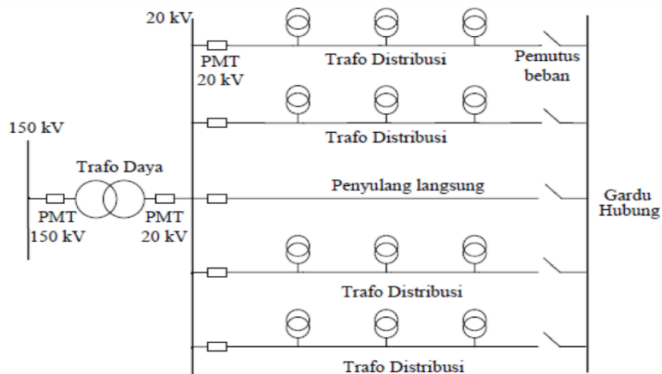 20 kV
PMT
20 kV
Trafo Distribusi
Pemutus
beban
Trafo Distribusi
150 kV
Trafo Daya
PMT
150 kV
PMT
20 kV
Penyulang langsung
Gardu
Hubung
Trafo Distribusi
Trafo Distribusi